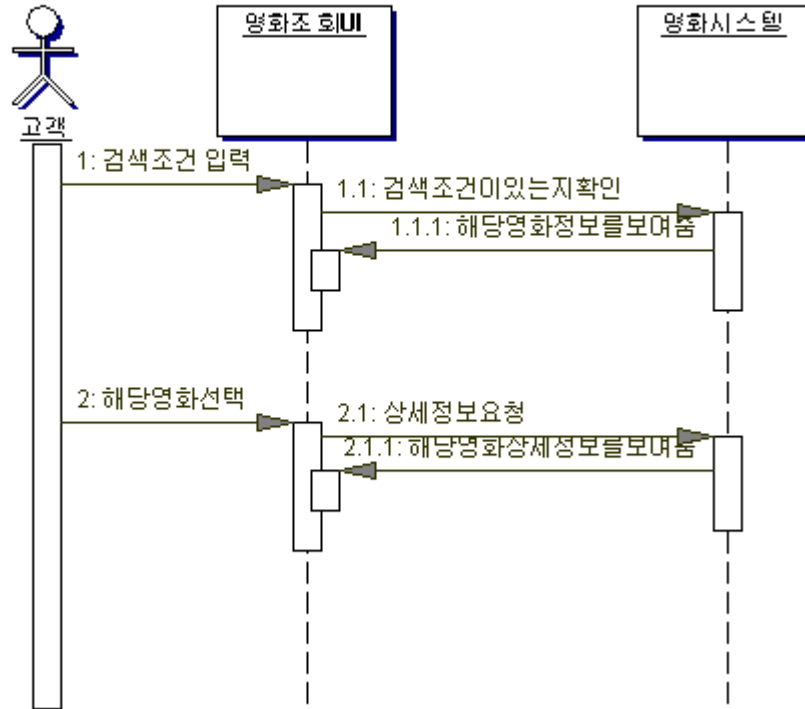 영화조회UI
영화시스템
고객
1: 검색조건 입력
1.1: 검색조건이있는지확인
1.1.1: 해당영화정보를보여줌
2: 해당영화선택
2.1: 상세정보요청
2.1.1: 해당영화상세정보를보여줌